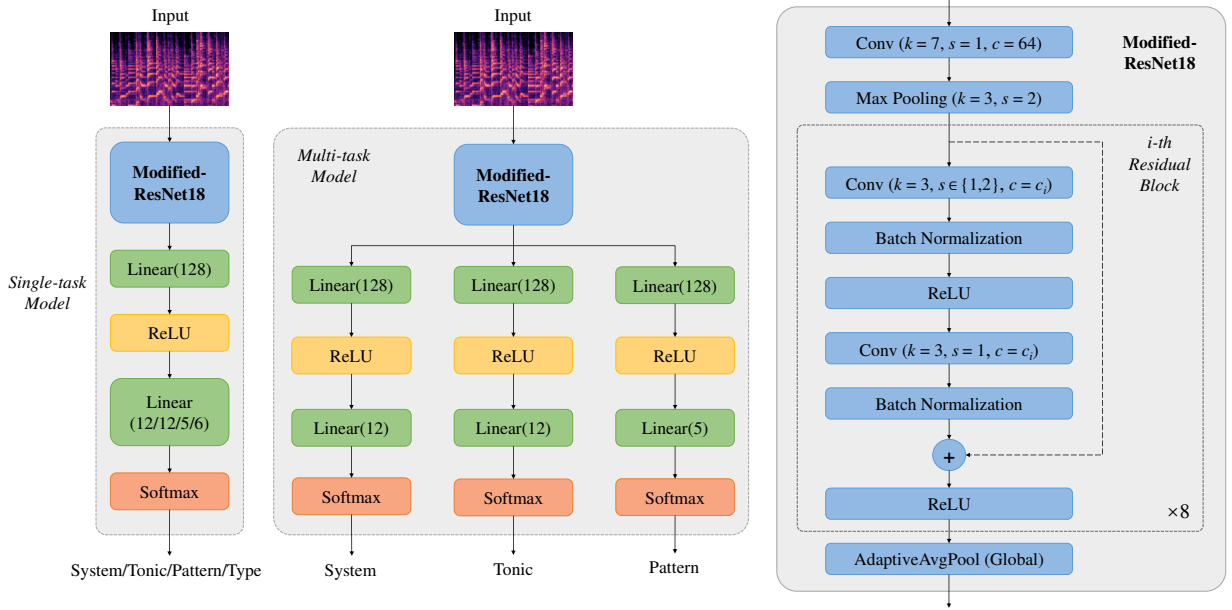 Input
Modified-
ResNet18
Linear(128)
ReLU
Linear
(12/12/5/6)
Softmax
System/Tonic/Pattern/Type
Single-task
Model
Input
Multi-task
Model
Modified-
ResNet18
Linear(128)
ReLU
Linear(12)
Softmax
System
Linear(128)
ReLU
Linear(12)
Softmax
Tonic
Linear(128)
ReLU
Linear(5)
Softmax
Pattern
Modified-
ResNet18
Conv (k = 7, s = 1, c = 64)
Max Pooling (k = 3, s = 2)
i-th
Residual
Block
Conv (k = 3, s ∈ {1,2}, c = cᵢ)
Batch Normalization
ReLU
Conv (k = 3, s = 1, c = cᵢ)
Batch Normalization
+
ReLU
×8
AdaptiveAvgPool (Global)